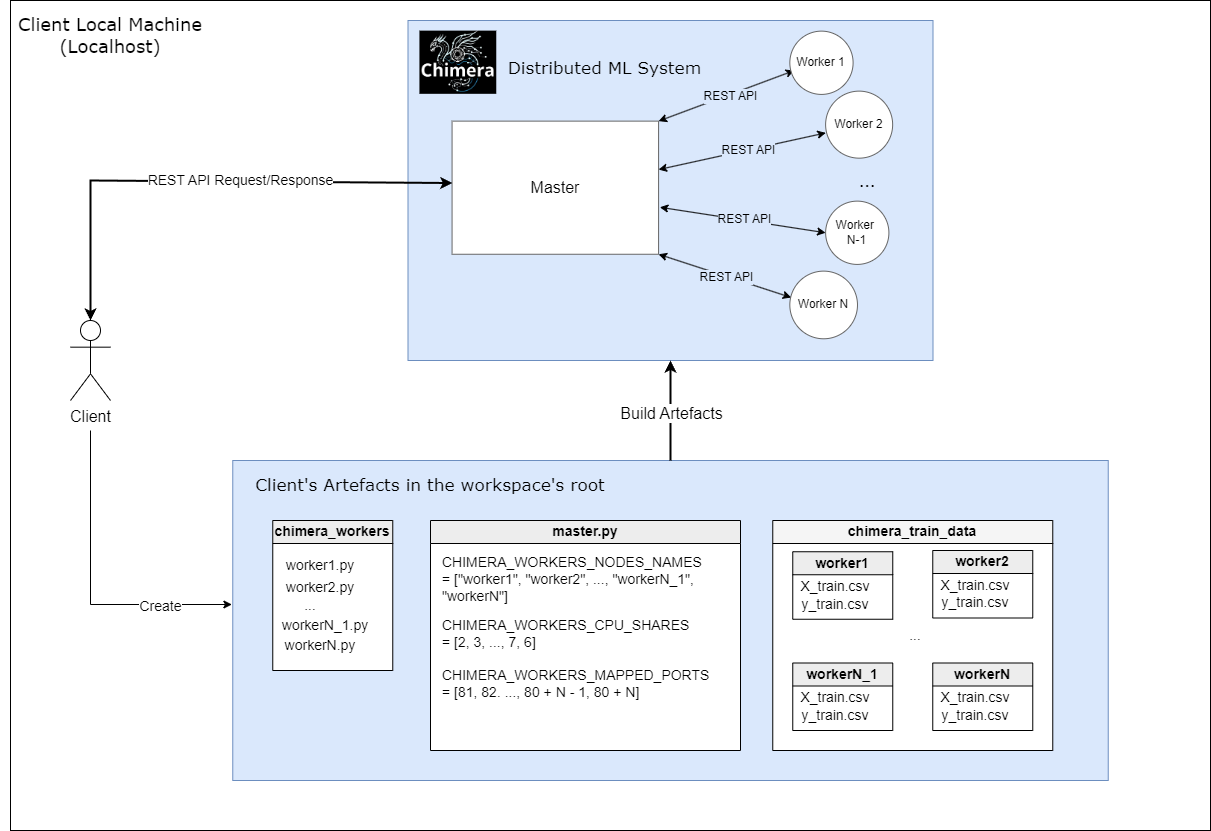 Client Local Machine
(Localhost)
Chimera
Distributed ML System
Worker 1
REST API
Worker 2
REST API
...
Master
REST API Request/Response
REST API
Worker
N-1
REST API
Worker N
Client
Build Artefacts
Client's Artefacts in the workspace's root
chimera_workers
worker1.py
worker2.py
...
workerN_1.py
workerN.py
Create
master.py
CHIMERA_WORKERS_NODES_NAMES
= ["worker1", "worker2", ..., "workerN_1",
"workerN"]
CHIMERA_WORKERS_CPU_SHARES
= [2, 3, ..., 7, 6]
CHIMERA_WORKERS_MAPPED_PORTS
= [81, 82. ..., 80 + N - 1, 80 + N]
chimera_train_data
worker1
X_train.csv
y_train.csv
worker2
X_train.csv
y_train.csv
...
workerN_1
X_train.csv
y_train.csv
workerN
X_train.csv
y_train.csv